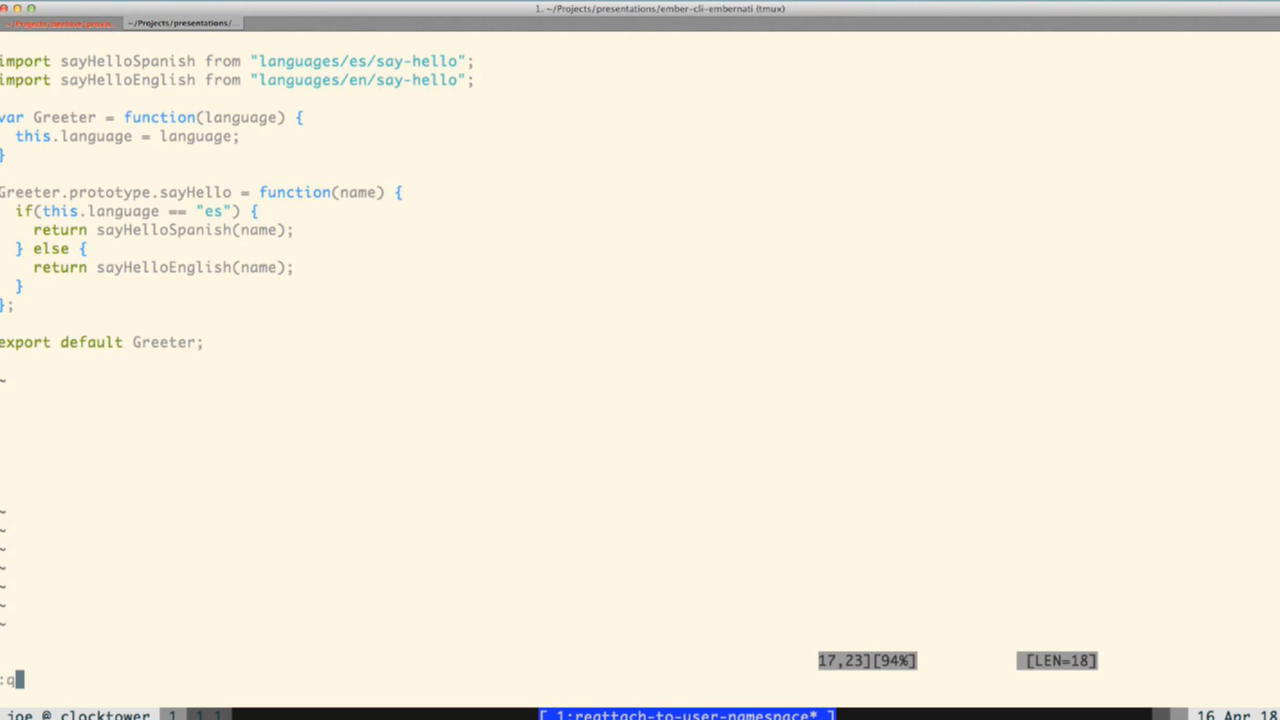 1. ~/Projects/presentations/ember-cli-embernati (tmux)
~/Projects/presentations/...
import sayHelloSpanish from "languages/es/say-hello";
import sayHelloEnglish from "languages/en/say-hello";
var Greeter = function(language) {
this.language = language;
}
Greeter.prototype.sayHello = function(name) {
if(this.language == "es") {
return sayHelloSpanish(name);
} else {
return sayHelloEnglish(name);
}
};
export default Greeter;
~
~
~
~
~
~
~
~
17,23][94%] [LEN=18]
:q
joe @ clocktower 1 1 1 [ 1:reattach-to-user-namespace* ] 16 Apr 18